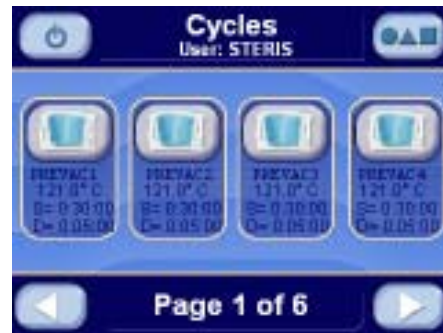 Cycles
User: STERIS
PREVAC1
121.0° C
S= 0:30:00
D= 0:05:00
PREVAC2
121.0° C
S= 0:30:00
D= 0:05:00
PREVAC3
121.0° C
S= 0:30:00
D= 0:05:00
PREVAC4
121.0° C
S= 0:30:00
D= 0:05:00
Page 1 of 6